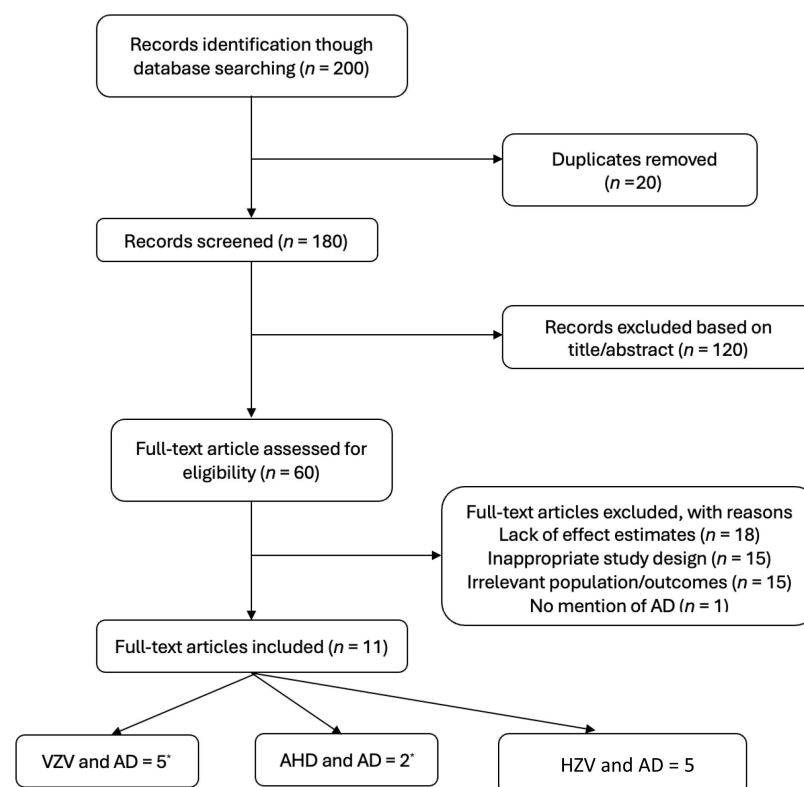 Records identification though
database searching (n = 200)
Duplicates removed
(n =20)
Records screened (n = 180)
Records excluded based on
title/abstract (n = 120)
Full-text article assessed for
eligibility (n = 60)
Full-text articles excluded, with reasons
Lack of effect estimates (n = 18)
Inappropriate study design (n = 15)
Irrelevant population/outcomes (n = 15)
No mention of AD (n = 1)
Full-text articles included (n = 11)
VZV and AD = 5*
AHD and AD = 2*
HZV and AD = 5